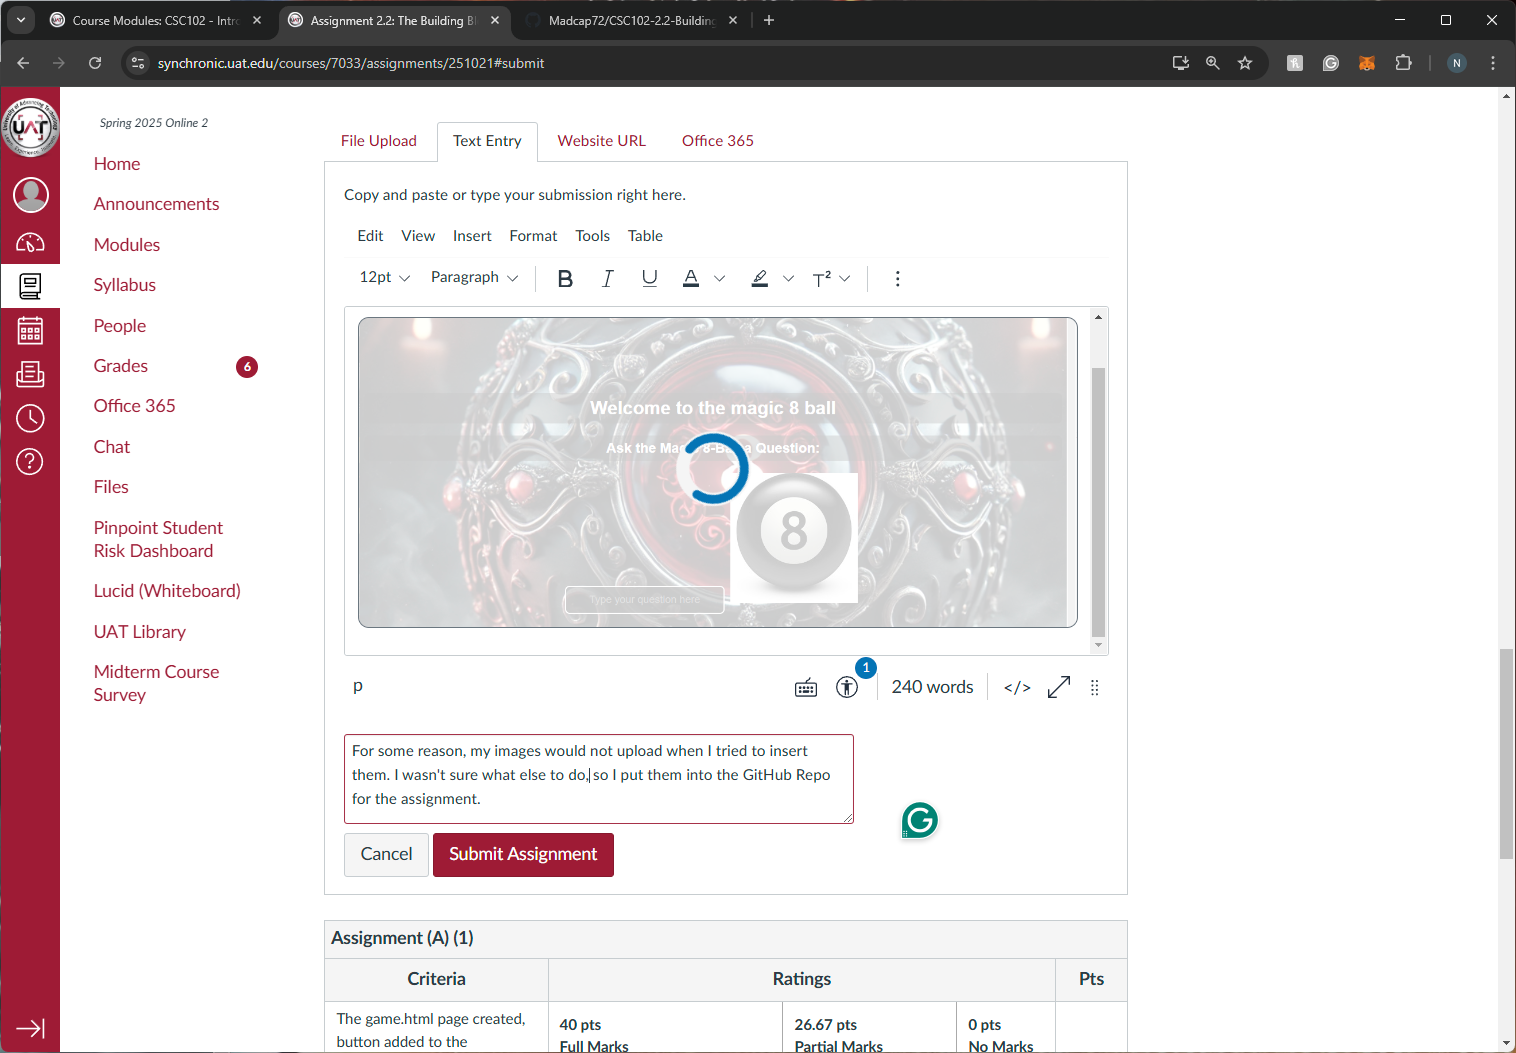 Course Modules: CSC102 - Intro
Assignment 2.2: The Building Bl
Madcap72/CSC102-2.2-Building
synchronic.uat.edu/courses/7033/assignments/251021#submit
N
UAT
Spring 2025 Online 2
Home
Announcements
Modules
Syllabus
People
Grades
6
Office 365
Chat
Files
Pinpoint Student
Risk Dashboard
Lucid (Whiteboard)
UAT Library
Midterm Course
Survey
File Upload
Text Entry
Website URL
Office 365
Copy and paste or type your submission right here.
Edit View Insert Format Tools Table
12pt Paragraph B I U A T²
Welcome to the magic 8 ball
Ask the Ma 8-B a Question:
8
Type your question here
p
1
240 words
</>
For some reason, my images would not upload when I tried to insert
them. I wasn't sure what else to do, so I put them into the GitHub Repo
for the assignment.
G
Cancel
Submit Assignment
Assignment (A) (1)
Criteria Ratings Pts
The game.html page created,
button added to the
40 pts
Full Marks
26.67 pts
Partial Marks
0 pts
No Marks